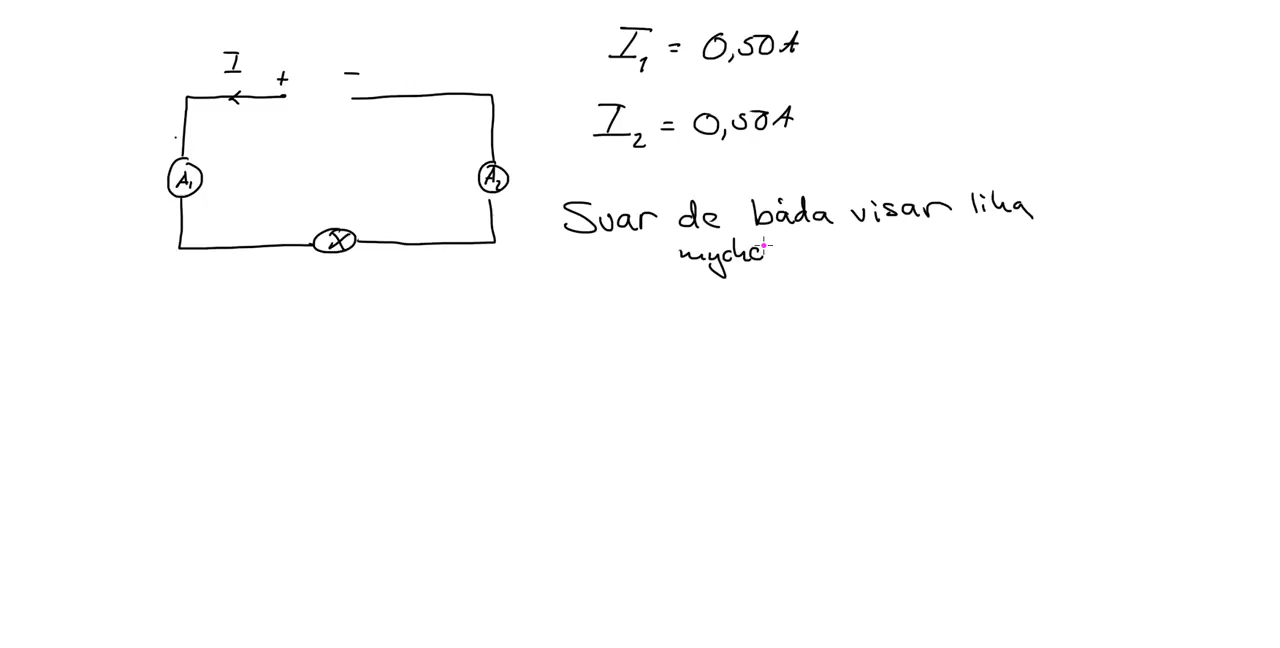 I
+ −
A₁
A₂
I₁ = 0,50A
I₂ = 0,50A
Svar de båda visar lika
mycke